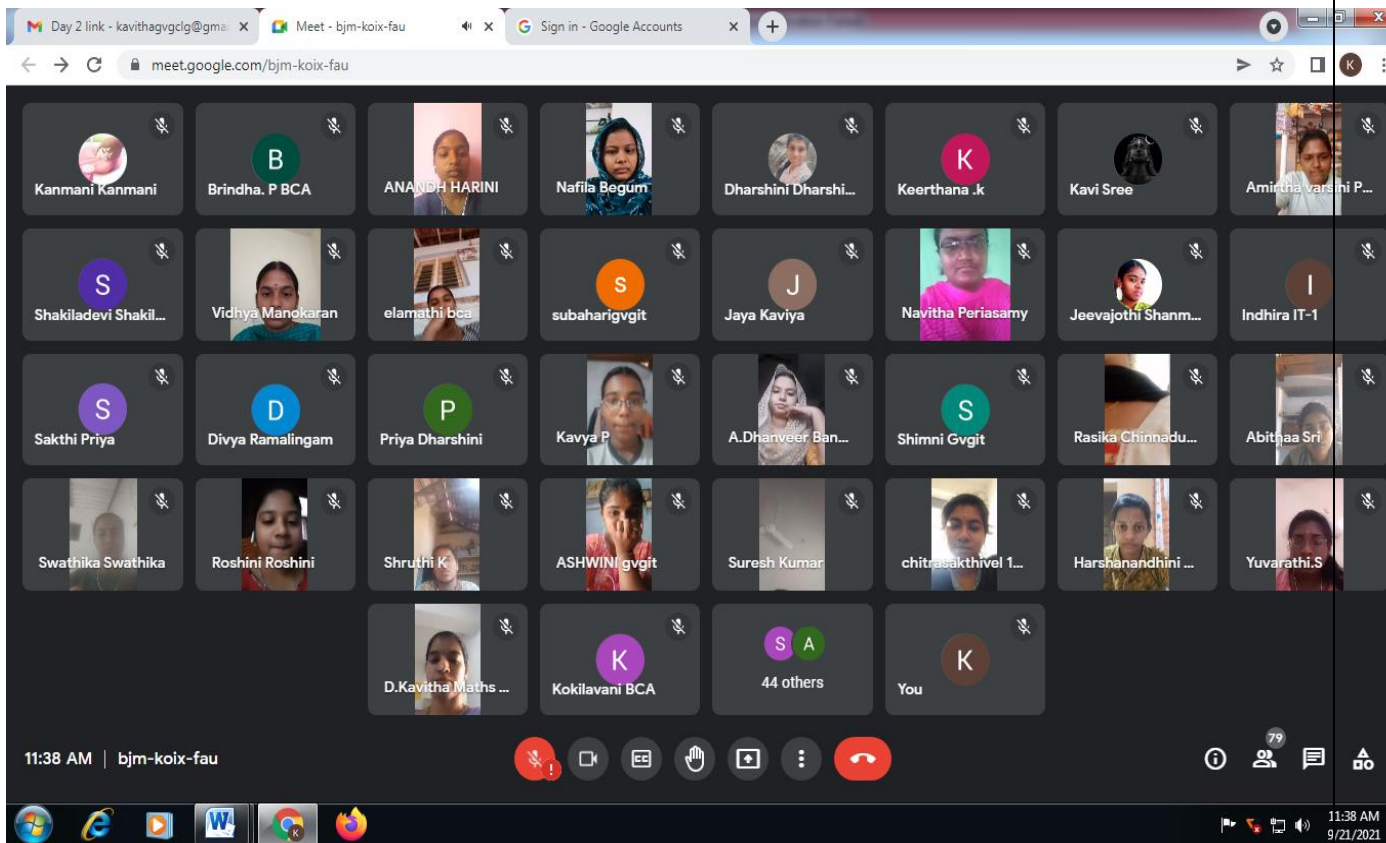 Day 2 link - kavithagvgclg@gma
Meet - bjm-koix-fau
Sign in - Google Accounts
meet.google.com/bjm-koix-fau
K
Kanmani Kanmani
B
Brindha. P BCA
ANANDH HARINI
Nafila Begum
Dharshini Dharshi...
K
Keerthana .k
Kavi Sree
Amirtha varsini P...
S
Shakiladevi Shakil...
Vidhya Manokaran
elamathi bca
s
subaharigvgit
J
Jaya Kaviya
Navitha Periasamy
Jeevajothi Shanm...
I
Indhira IT-1
S
Sakthi Priya
D
Divya Ramalingam
P
Priya Dharshini
Kavya P
A.Dhanveer Ban...
S
Shimni Gvgit
Rasika Chinnadu...
Abithaa Sri
Swathika Swathika
Roshini Roshini
Shruthi K
ASHWINI gvgit
Suresh Kumar
chitrasakthivel 1...
Harshanandhini ...
Yuvarathi.S
D.Kavitha Maths ...
K
Kokilavani BCA
S A
44 others
K
You
11:38 AM | bjm-koix-fau
CC
79
11:38 AM
9/21/2021